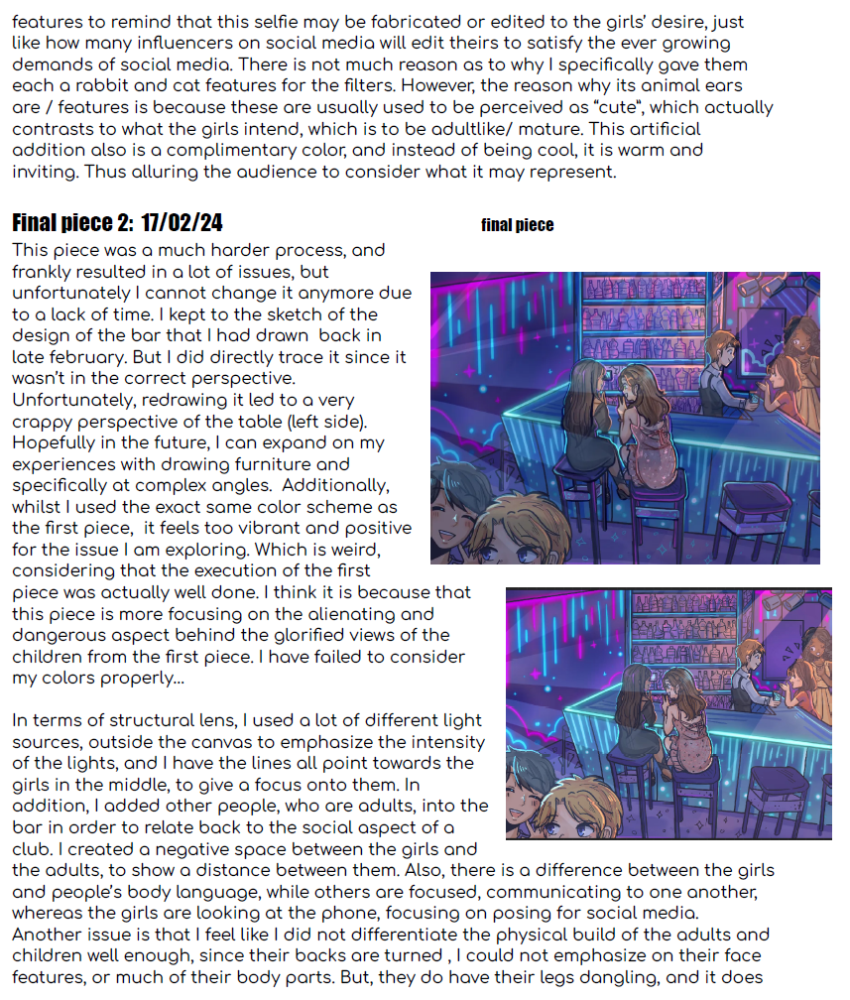 features to remind that this selfie may be fabricated or edited to the girls’ desire, just
like how many influencers on social media will edit theirs to satisfy the ever growing
demands of social media. There is not much reason as to why I specifically gave them
each a rabbit and cat features for the filters. However, the reason why its animal ears
are / features is because these are usually used to be perceived as “cute”, which actually
contrasts to what the girls intend, which is to be adultlike/ mature. This artificial
addition also is a complimentary color, and instead of being cool, it is warm and
inviting. Thus alluring the audience to consider what it may represent.
Final piece 2: 17/02/24
final piece
This piece was a much harder process, and
frankly resulted in a lot of issues, but
unfortunately I cannot change it anymore due
to a lack of time. I kept to the sketch of the
design of the bar that I had drawn  back in
late february. But I did directly trace it since it
wasn’t in the correct perspective.
Unfortunately, redrawing it led to a very
crappy perspective of the table (left side).
Hopefully in the future, I can expand on my
experiences with drawing furniture and
specifically at complex angles.  Additionally,
whilst I used the exact same color scheme as
the first piece,  it feels too vibrant and positive
for the issue I am exploring. Which is weird,
considering that the execution of the first
piece was actually well done. I think it is because that
this piece is more focusing on the alienating and
dangerous aspect behind the glorified views of the
children from the first piece. I have failed to consider
my colors properly...
In terms of structural lens, I used a lot of different light
sources, outside the canvas to emphasize the intensity
of the lights, and I have the lines all point towards the
girls in the middle, to give a focus onto them. In
addition, I added other people, who are adults, into the
bar in order to relate back to the social aspect of a
club. I created a negative space between the girls and
the adults, to show a distance between them. Also, there is a difference between the girls
and people’s body language, while others are focused, communicating to one another,
whereas the girls are looking at the phone, focusing on posing for social media.
Another issue is that I feel like I did not differentiate the physical build of the adults and
children well enough, since their backs are turned , I could not emphasize on their face
features, or much of their body parts. But, they do have their legs dangling, and it does